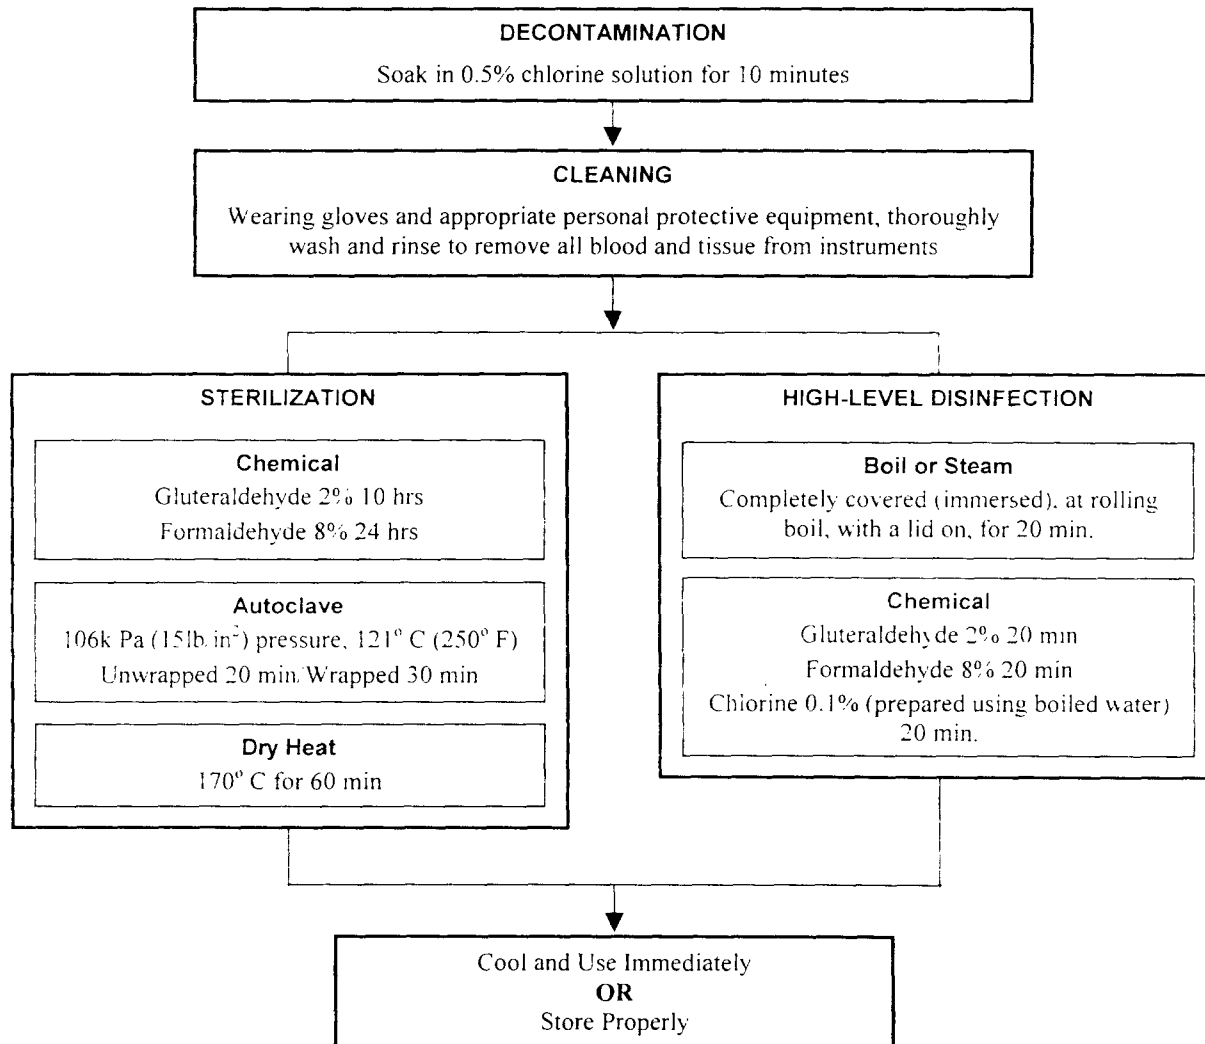 DECONTAMINATION
Soak in 0.5% chlorine solution for 10 minutes
CLEANING
Wearing gloves and appropriate personal protective equipment, thoroughly
wash and rinse to remove all blood and tissue from instruments
STERILIZATION
Chemical
Gluteraldehyde 2% 10 hrs
Formaldehyde 8% 24 hrs
Autoclave
106k Pa (15lb/in²) pressure, 121° C (250° F)
Unwrapped 20 min/Wrapped 30 min
Dry Heat
170° C for 60 min
HIGH-LEVEL DISINFECTION
Boil or Steam
Completely covered (immersed), at rolling
boil, with a lid on, for 20 min.
Chemical
Gluteraldehyde 2% 20 min
Formaldehyde 8% 20 min
Chlorine 0.1% (prepared using boiled water)
20 min.
Cool and Use Immediately
OR
Store Properly